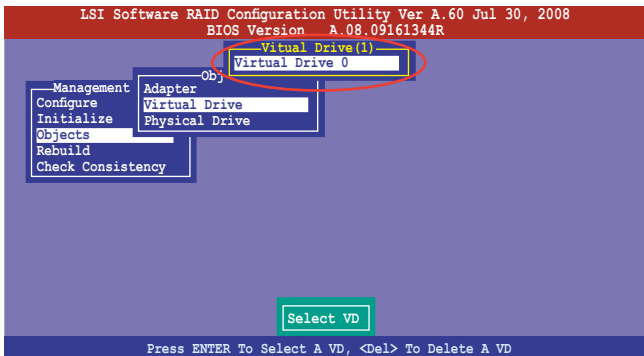 LSI Software RAID Configuration Utility Ver A.60 Jul 30, 2008
BIOS Version A.08.09161344R
Vitual Drive(1)
Virtual Drive 0
Obj
Adapter
Virtual Drive
Physical Drive
Management
Configure
Initialize
Objects
Rebuild
Check Consistency
Select VD
Press ENTER To Select A VD, <Del> To Delete A VD